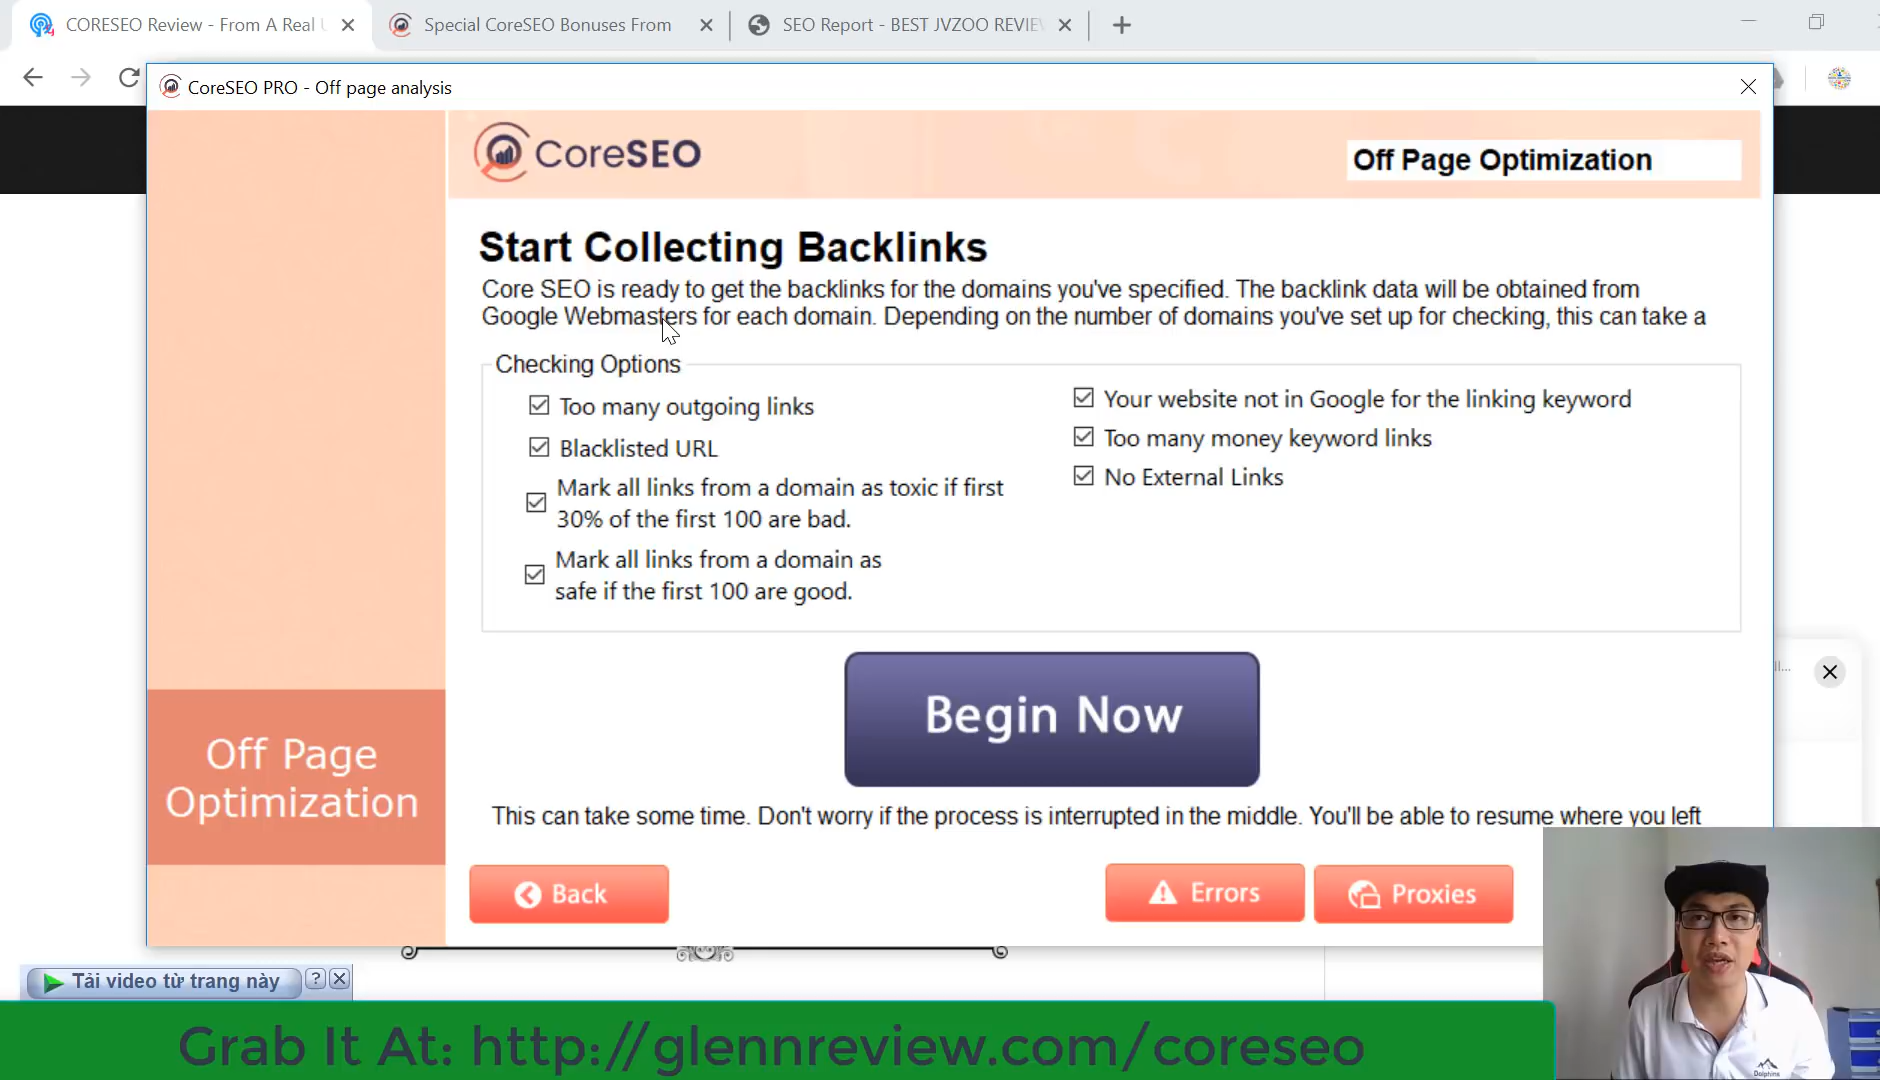 CORESEO Review - From A Real
Special CoreSEO Bonuses From
SEO Report - BEST JVZOO REVIE
CoreSEO PRO - Off page analysis
CoreSEO
Off Page Optimization
Start Collecting Backlinks
Core SEO is ready to get the backlinks for the domains you've specified. The backlink data will be obtained from
Google Webmasters for each domain. Depending on the number of domains you've set up for checking, this can take a
Checking Options
Too many outgoing links
Blacklisted URL
Mark all links from a domain as toxic if first
30% of the first 100 are bad.
Mark all links from a domain as
safe if the first 100 are good.
Your website not in Google for the linking keyword
Too many money keyword links
No External Links
Begin Now
Off Page
Optimization
This can take some time. Don't worry if the process is interrupted in the middle. You'll be able to resume where you left
Back
Errors
Proxies
Tải video từ trang này
?
Grab It At: http://glennreview.com/coreseo
Dolphins